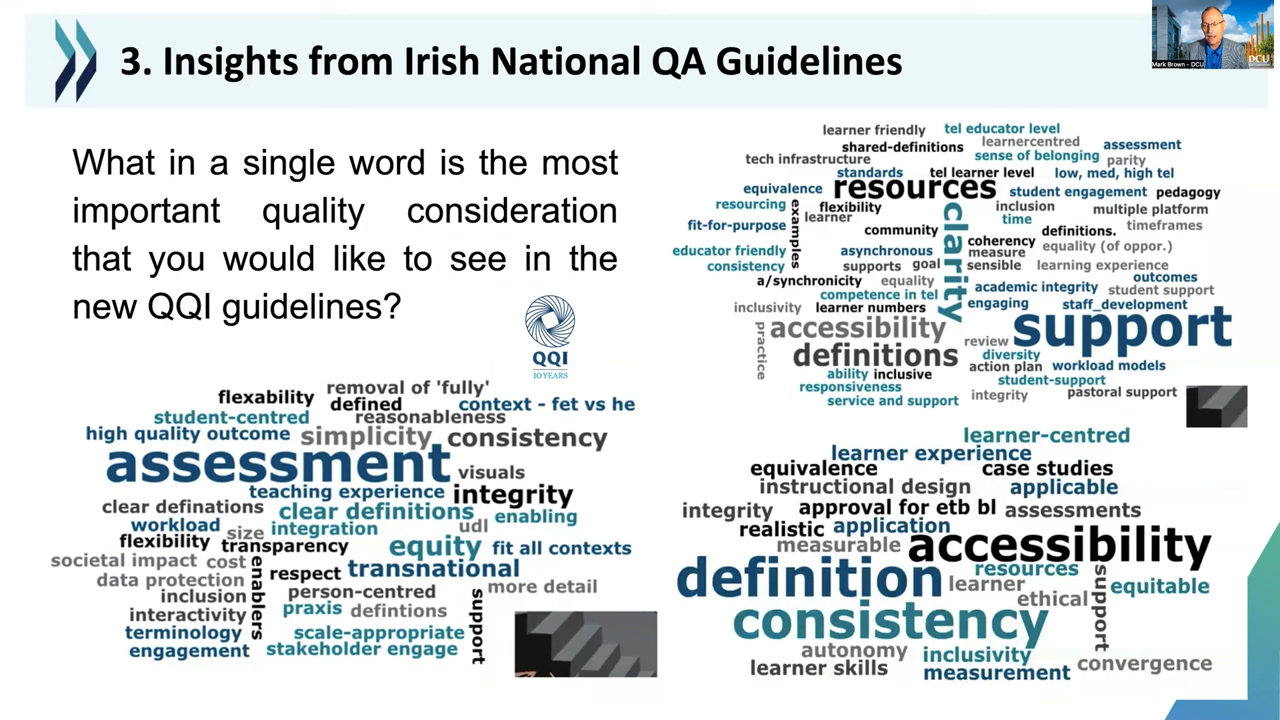 3. Insights from Irish National QA Guidelines
Mark Brown - DCU
DCU
What in a single word is the most
important quality consideration
that you would like to see in the
new QQI guidelines?
QQI
10 YEARS
learner friendly tel educator level
shared-definitions learnercentred assessment
tech infrastructure sense of belonging parity
standards tel learner level low, med, high tel
equivalence resources student engagement pedagogy
resourcing examples flexibility clarity inclusion multiple platform
learner time
fit-for-purpose community definitions. timeframes
coherency equality (of oppor.)
educator friendly asynchronous measure
consistency supports goal sensible learning experience
a/synchronicity equality academic integrity outcomes
competence in tel student support
inclusivity learner numbers engaging staff_development
practice accessibility support
definitions review diversity
ability inclusive action plan workload models
responsiveness student-support
service and support integrity pastoral support
flexability removal of 'fully'
defined context - fet vs he
student-centred reasonableness
high quality outcome simplicity consistency
assessment visuals
teaching experience integrity
clear definations clear definitions enabling
workload size integration udl
flexibility transparency equity fit all contexts
societal impact cost enablers respect transnational
data protection person-centred more detail
inclusion praxis defintions support
interactivity
terminology scale-appropriate
engagement stakeholder engage
learner-centred
learner experience
equivalence case studies
instructional design applicable
integrity approval for etb bl assessments
realistic application
measurable accessibility
definition resources support equitable
learner ethical
consistency
autonomy inclusivity convergence
learner skills measurement